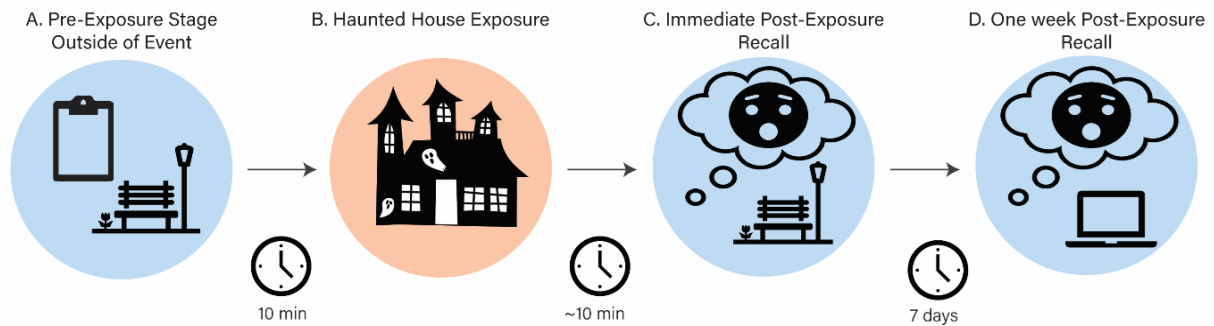 A. Pre-Exposure Stage
Outside of Event
B. Haunted House Exposure
C. Immediate Post-Exposure
Recall
D. One week Post-Exposure
Recall
10 min
~10 min
7 days